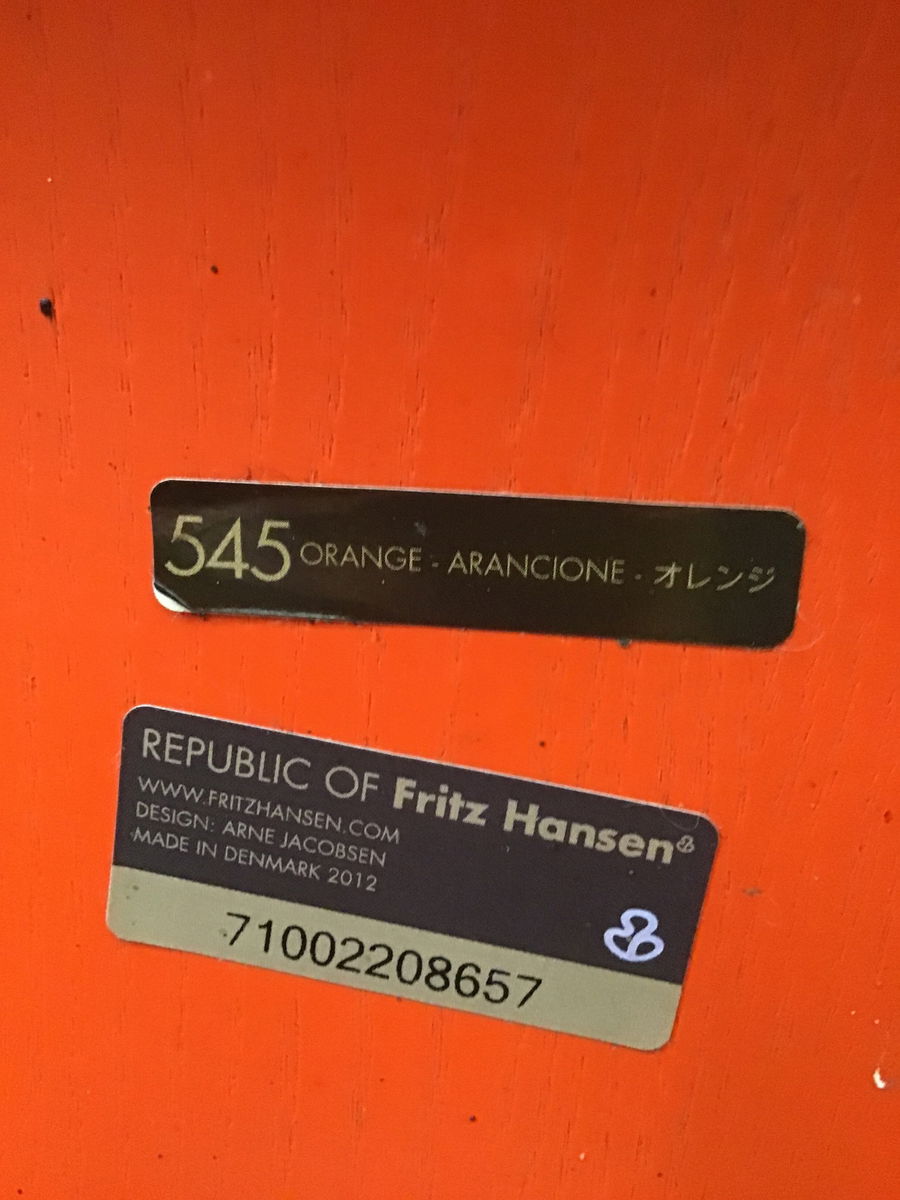 545 ORANGE - ARANCIONE - オレンジ
REPUBLIC OF Fritz Hansen
WWW.FRITZHANSEN.COM
DESIGN: ARNE JACOBSEN
MADE IN DENMARK 2012
71002208657